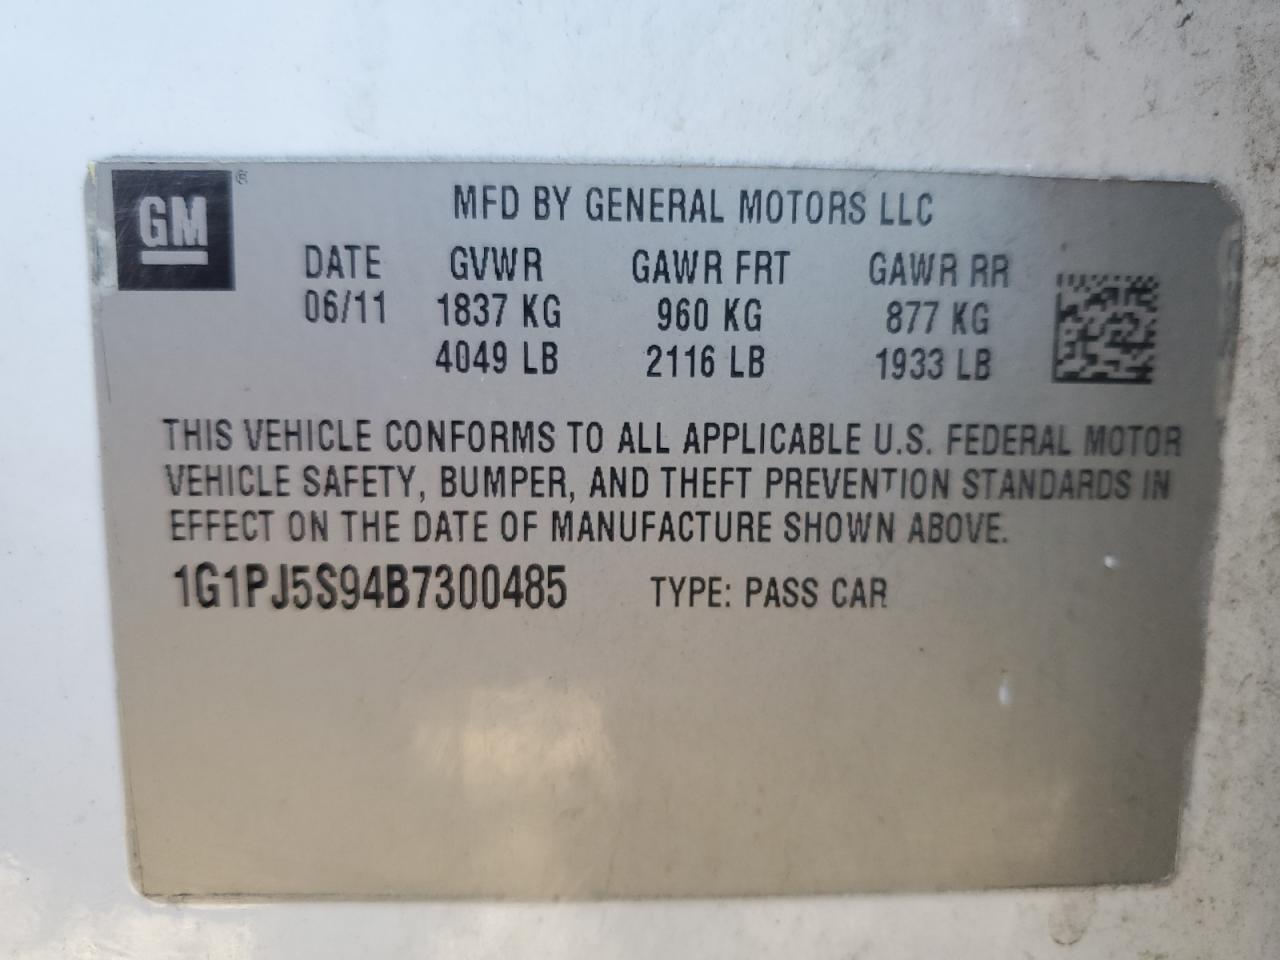 GM ®
MFD BY GENERAL MOTORS LLC
DATE GVWR GAWR FRT GAWR RR
06/11 1837 KG 960 KG 877 KG
4049 LB 2116 LB 1933 LB
THIS VEHICLE CONFORMS TO ALL APPLICABLE U.S. FEDERAL MOTOR
VEHICLE SAFETY, BUMPER, AND THEFT PREVENTION STANDARDS IN
EFFECT ON THE DATE OF MANUFACTURE SHOWN ABOVE.
1G1PJ5S94B7300485 TYPE: PASS CAR